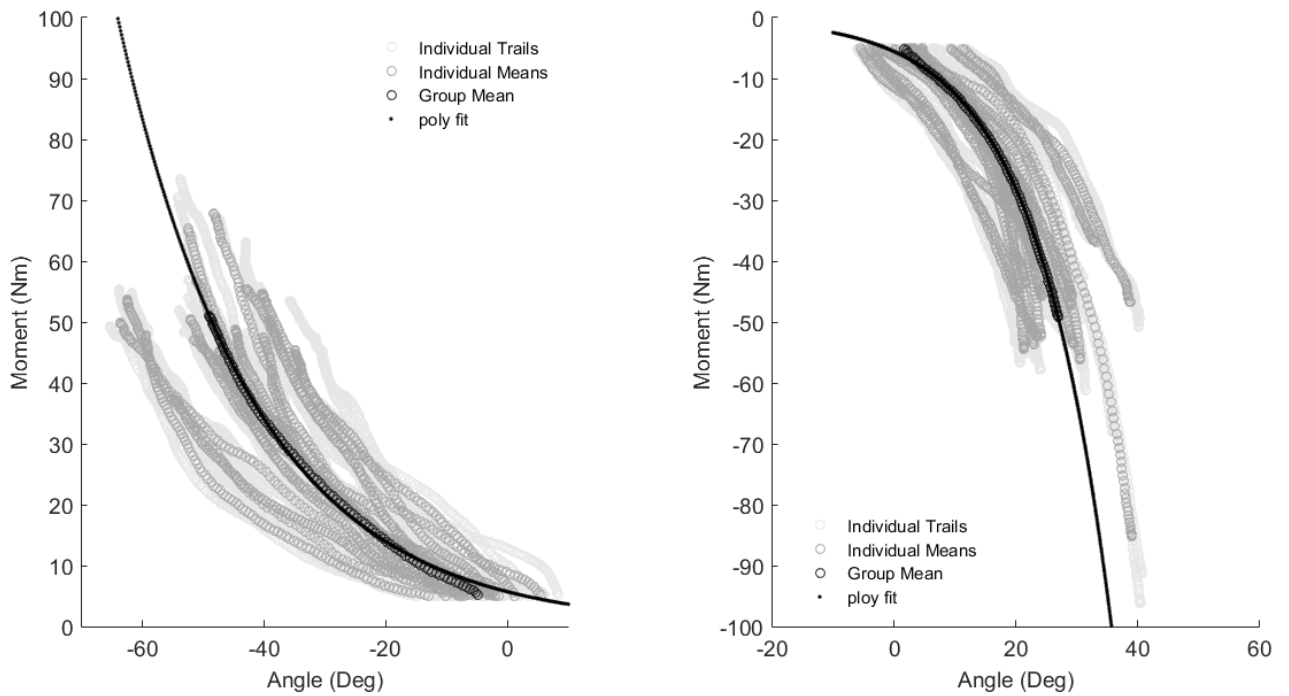 100
90
80
70
60
50
40
30
20
10
0
Moment (Nm)
-60 -40 -20 0
Angle (Deg)
Individual Trails
Individual Means
Group Mean
poly fit
0
-10
-20
-30
-40
-50
-60
-70
-80
-90
-100
Moment (Nm)
-20 0 20 40 60
Angle (Deg)
Individual Trails
Individual Means
Group Mean
ploy fit